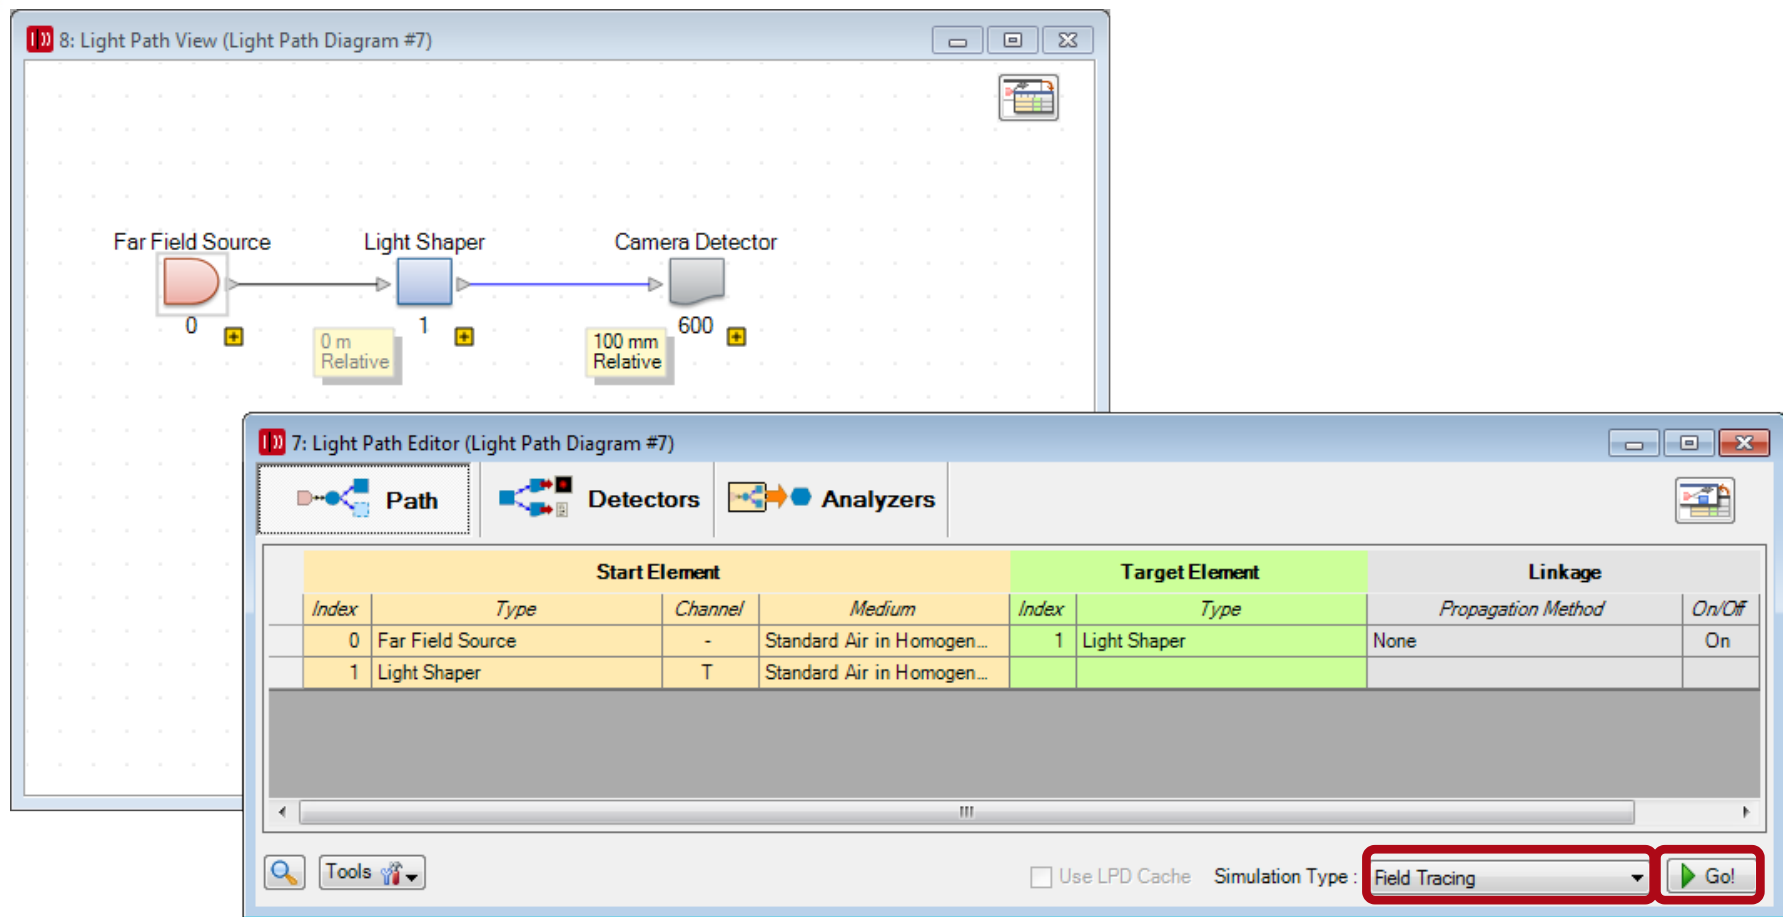 8: Light Path View (Light Path Diagram #7)
Far Field Source
Light Shaper
Camera Detector
0
1
600
0 m
Relative
100 mm
Relative
7: Light Path Editor (Light Path Diagram #7)
Path
Detectors
Analyzers
Start Element
Target Element
Linkage
Index Type Channel Medium Index Type Propagation Method On/Off
0 Far Field Source - Standard Air in Homogen... 1 Light Shaper None On
1 Light Shaper T Standard Air in Homogen...
Tools
Use LPD Cache
Simulation Type :
Field Tracing
Go!